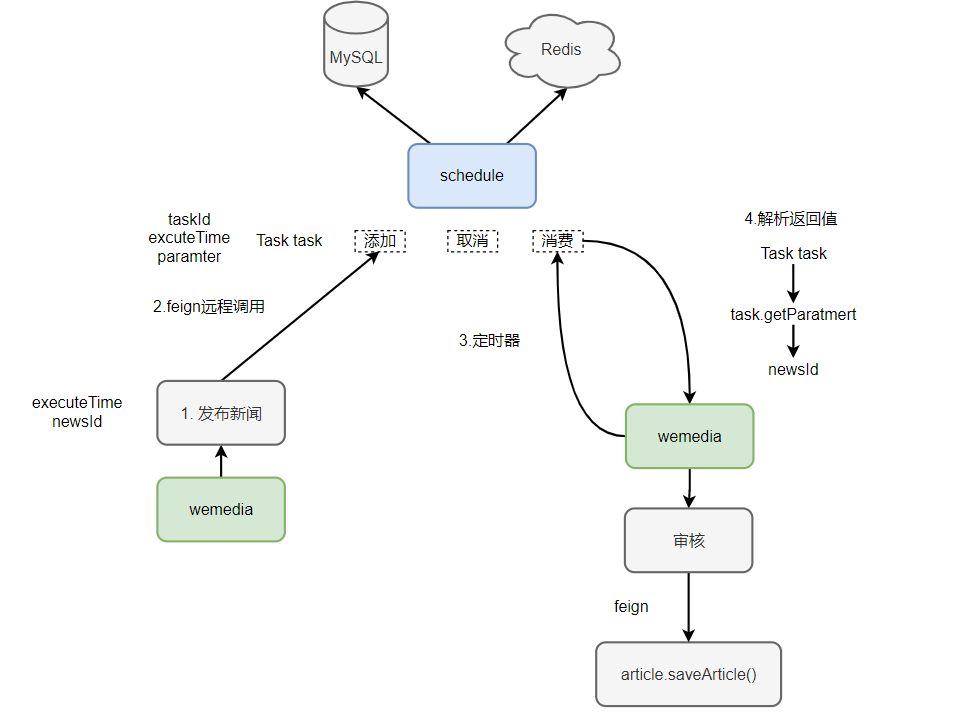 MySQL
Redis
schedule
taskId
excuteTime
paramter
Task task
添加
取消
消费
4.解析返回值
Task task
task.getParatmert
newsId
2.feign远程调用
3.定时器
executeTime
newsId
1. 发布新闻
wemedia
wemedia
审核
feign
article.saveArticle()